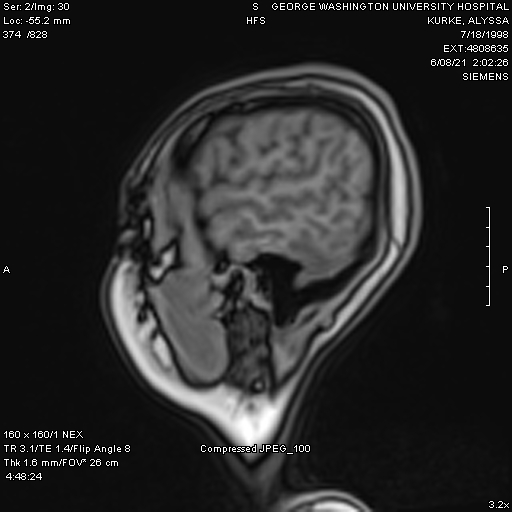 Ser: 2/Img: 30
Loc: -55.2 mm
374 /828
S
HFS
GEORGE WASHINGTON UNIVERSITY HOSPITAL
KURKE, ALYSSA
7/18/1998
EXT:4808635
6/08/21 2:02:26
SIEMENS
A
P
160 x 160/1 NEX
TR 3.1/TE 1.4/Flip Angle 8
Thk 1.6 mm/FOV* 26 cm
4:48:24
Compressed JPEG_100
3.2x